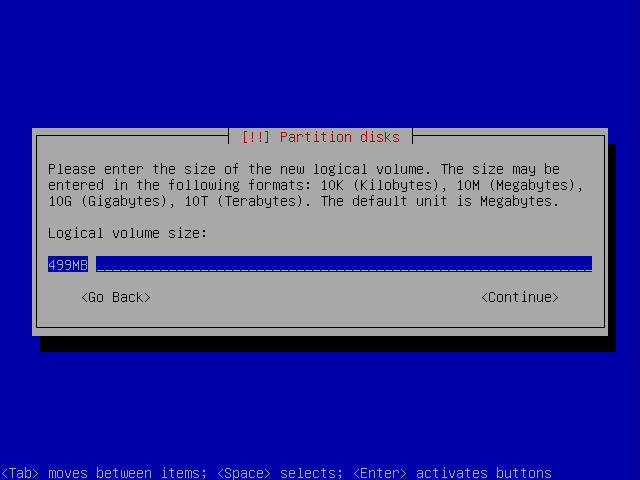 [!!] Partition disks
Please enter the size of the new logical volume. The size may be
entered in the following formats: 10K (Kilobytes), 10M (Megabytes),
10G (Gigabytes), 10T (Terabytes). The default unit is Megabytes.
Logical volume size:
499MB
<Go Back> <Continue>
<Tab> moves between items; <Space> selects; <Enter> activates buttons